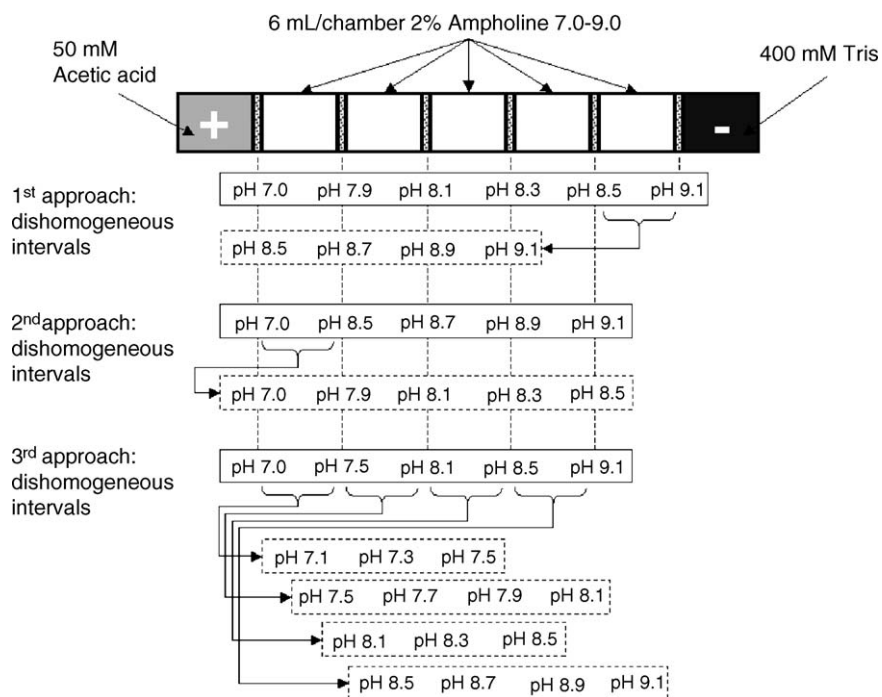 6 mL/chamber 2% Ampholine 7.0-9.0
50 mM
Acetic acid
400 mM Tris
+
-
1st approach:
dishomogeneous
intervals
pH 7.0 pH 7.9 pH 8.1 pH 8.3 pH 8.5 pH 9.1
pH 8.5 pH 8.7 pH 8.9 pH 9.1
2nd approach:
dishomogeneous
intervals
pH 7.0 pH 8.5 pH 8.7 pH 8.9 pH 9.1
pH 7.0 pH 7.9 pH 8.1 pH 8.3 pH 8.5
3rd approach:
dishomogeneous
intervals
pH 7.0 pH 7.5 pH 8.1 pH 8.5 pH 9.1
pH 7.1 pH 7.3 pH 7.5
pH 7.5 pH 7.7 pH 7.9 pH 8.1
pH 8.1 pH 8.3 pH 8.5
pH 8.5 pH 8.7 pH 8.9 pH 9.1